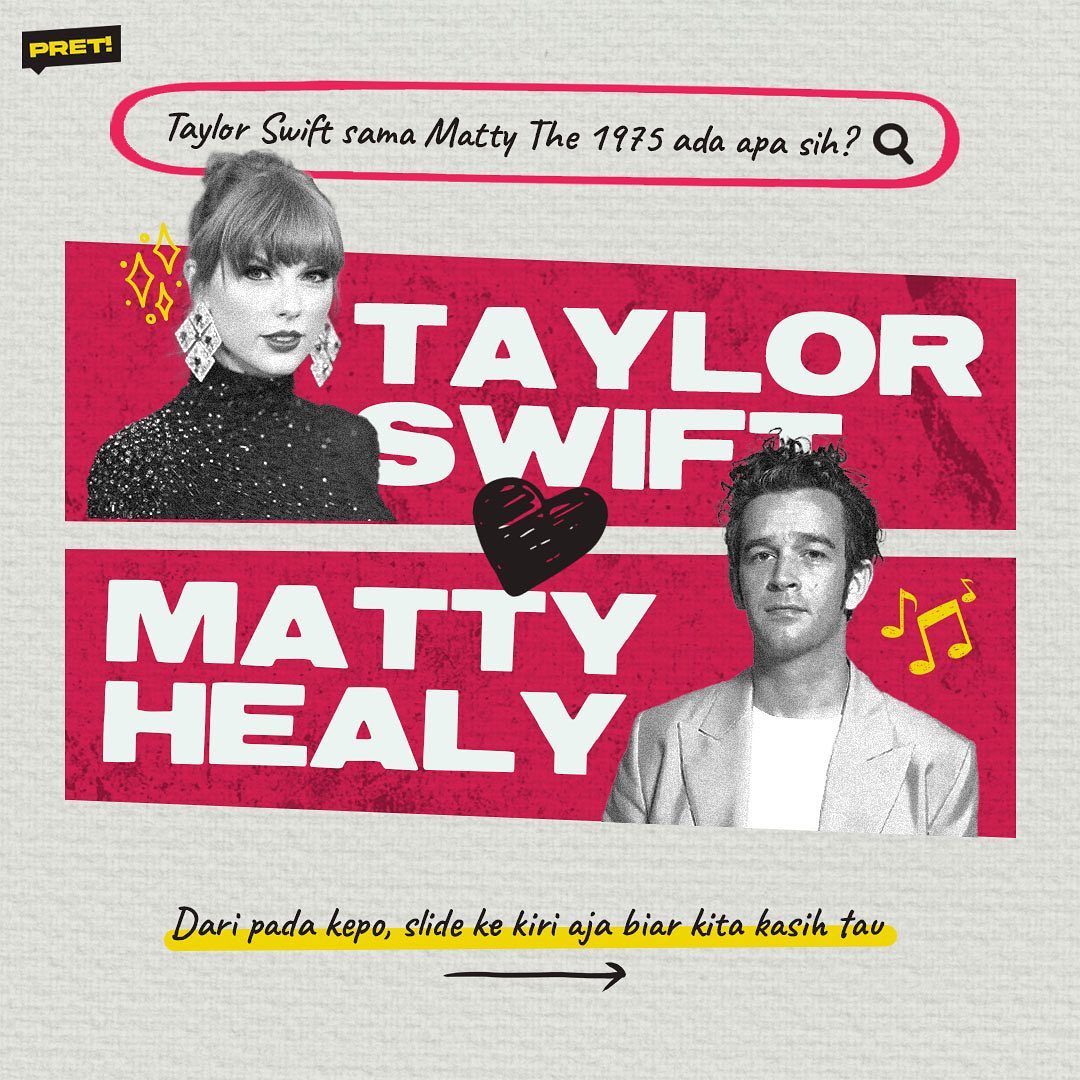 PRET!
Taylor Swift sama Matty The 1975 ada apa sih?
TAYLOR
SWIFT
MATTY
HEALY
Dari pada kepo, slide ke kiri aja biar kita kasih tau